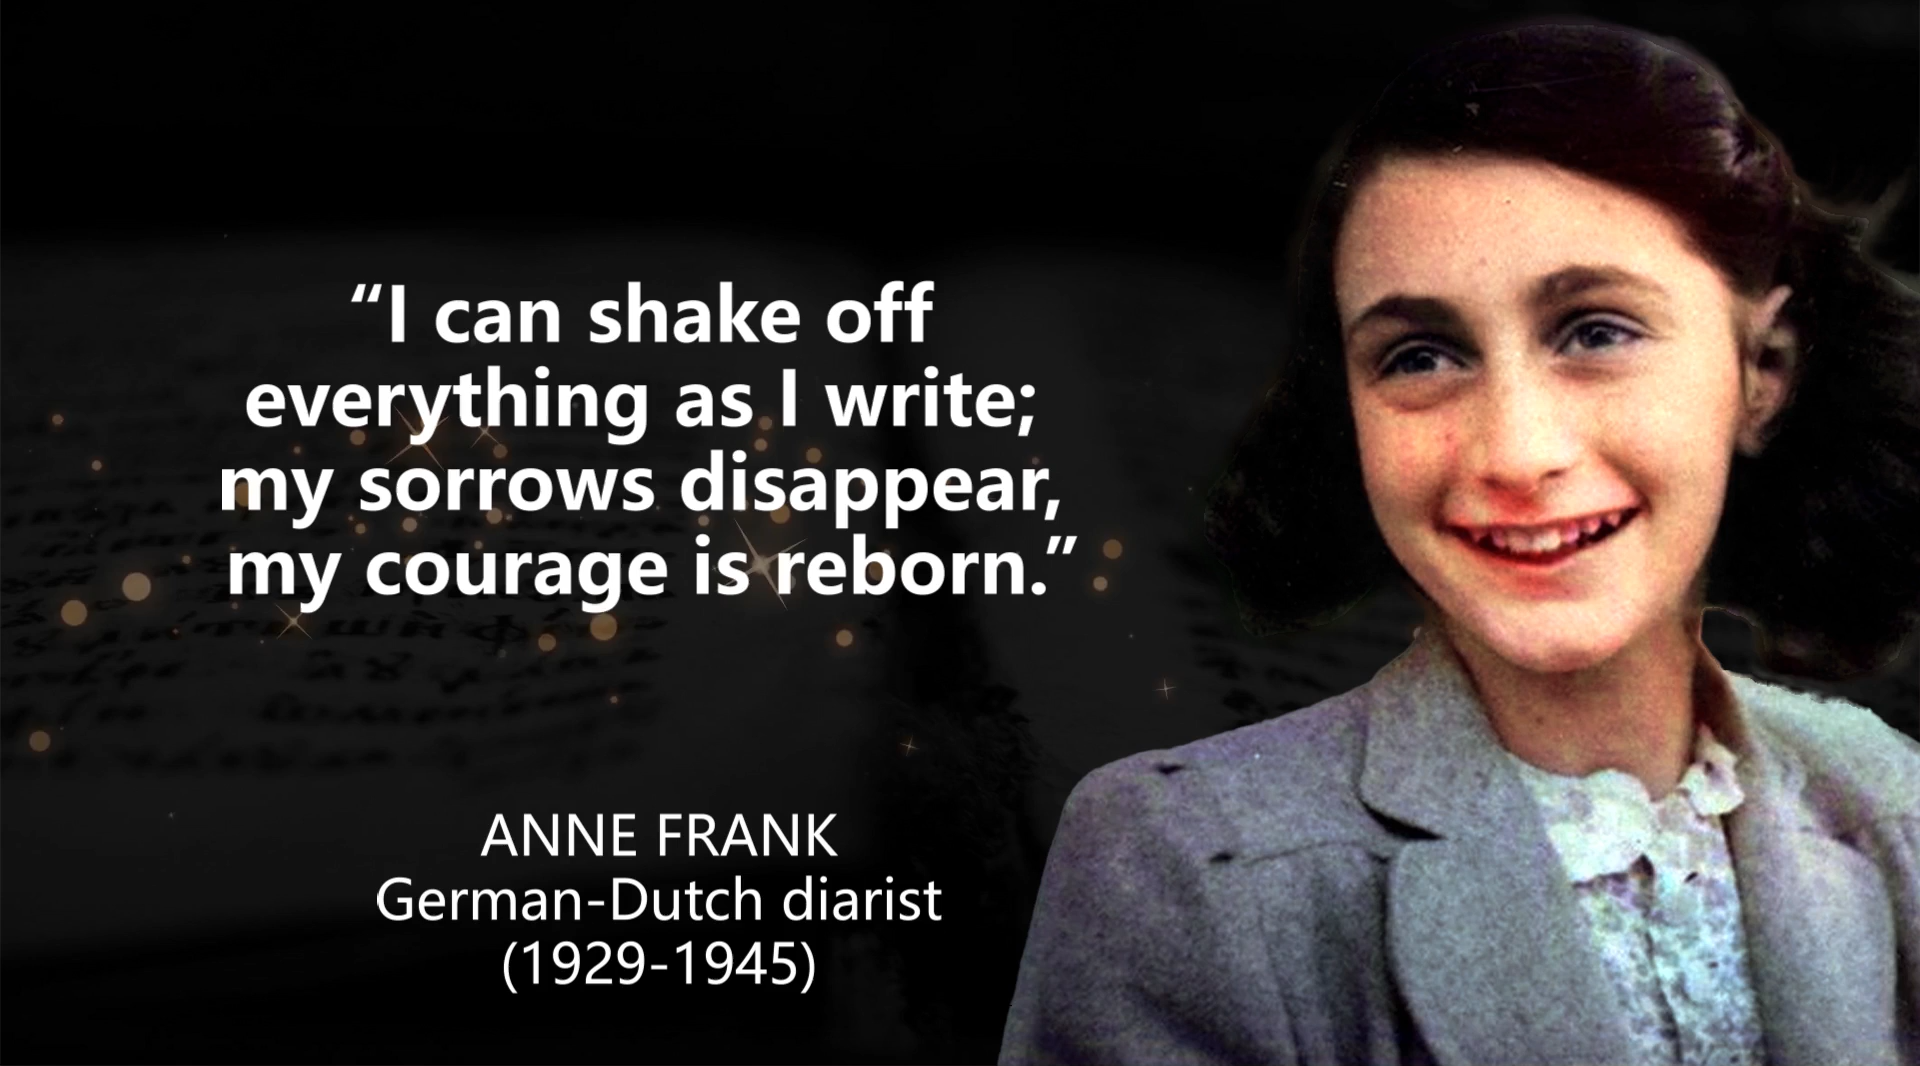 “I can shake off
everything as I write;
my sorrows disappear,
my courage is reborn.”
ANNE FRANK
German-Dutch diarist
(1929-1945)